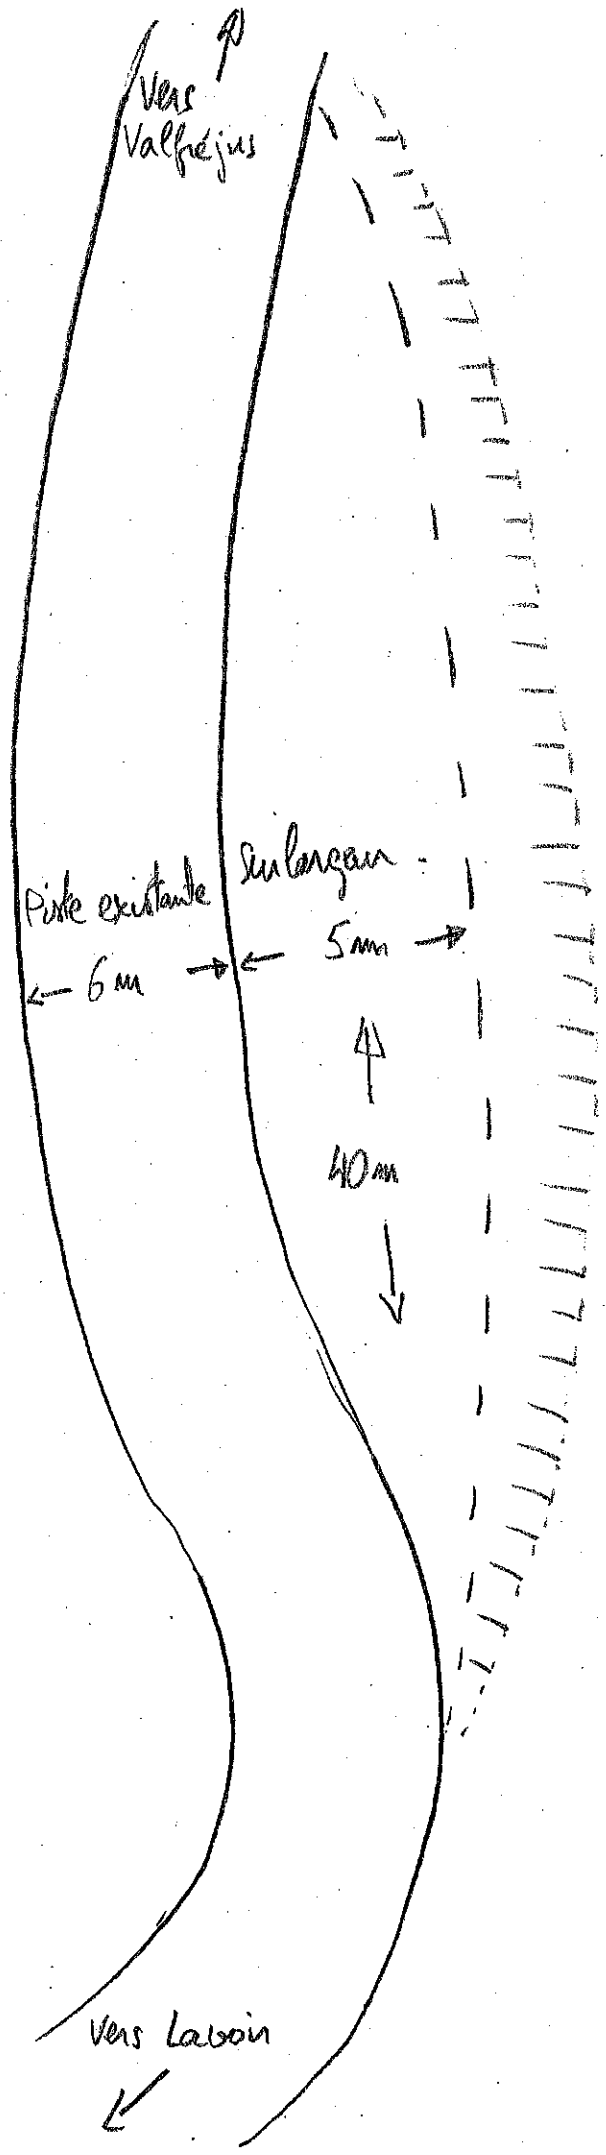 Vers
Valfréjus
Piste existante
Surlargeur
6 m
5 m
40 m
Vers Lavoir